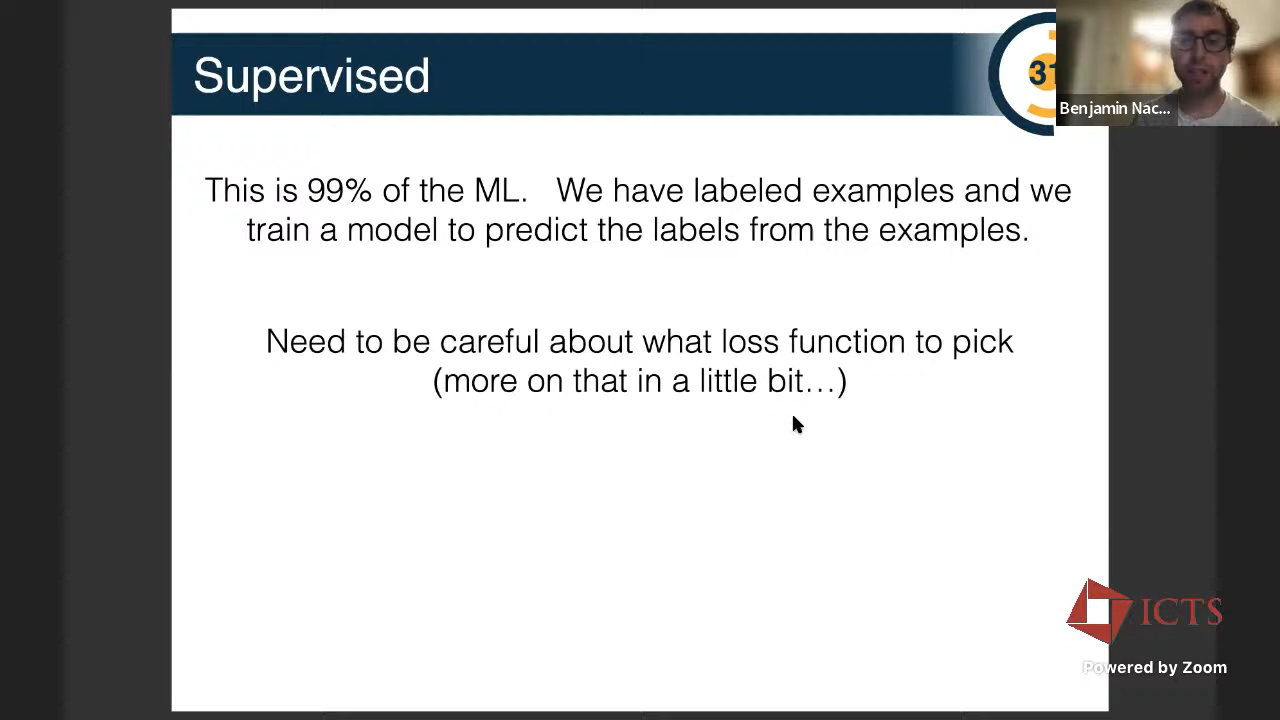 Supervised
31
Benjamin Nac...
This is 99% of the ML. We have labeled examples and we
train a model to predict the labels from the examples.
Need to be careful about what loss function to pick
(more on that in a little bit…)
ICTS
Powered by Zoom